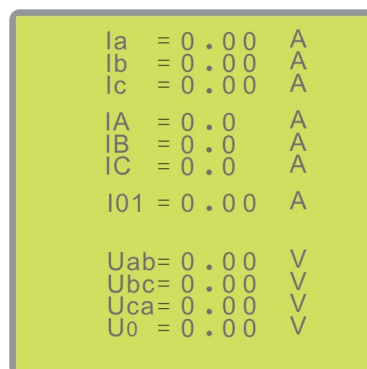 Ia = 0.00 A
Ib = 0.00 A
Ic = 0.00 A
IA = 0.0 A
IB = 0.0 A
IC = 0.0 A
I01 = 0.00 A
Uab= 0.00 V
Ubc= 0.00 V
Uca= 0.00 V
U0 = 0.00 V